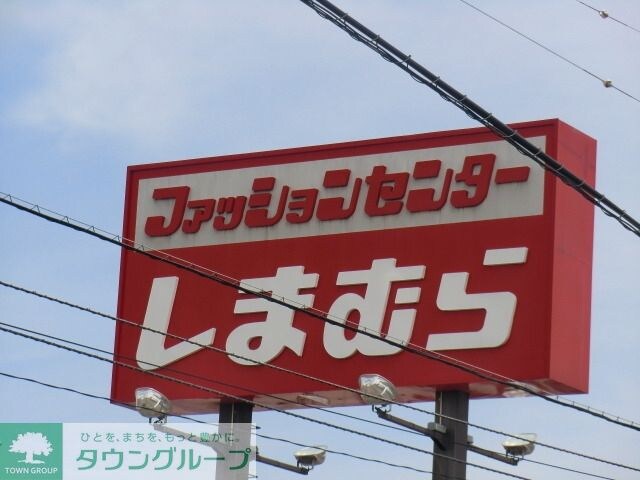 ファッションセンター
しまむら
ひとを、まちを、もっと豊かに。
タウングループ
TOWN GROUP